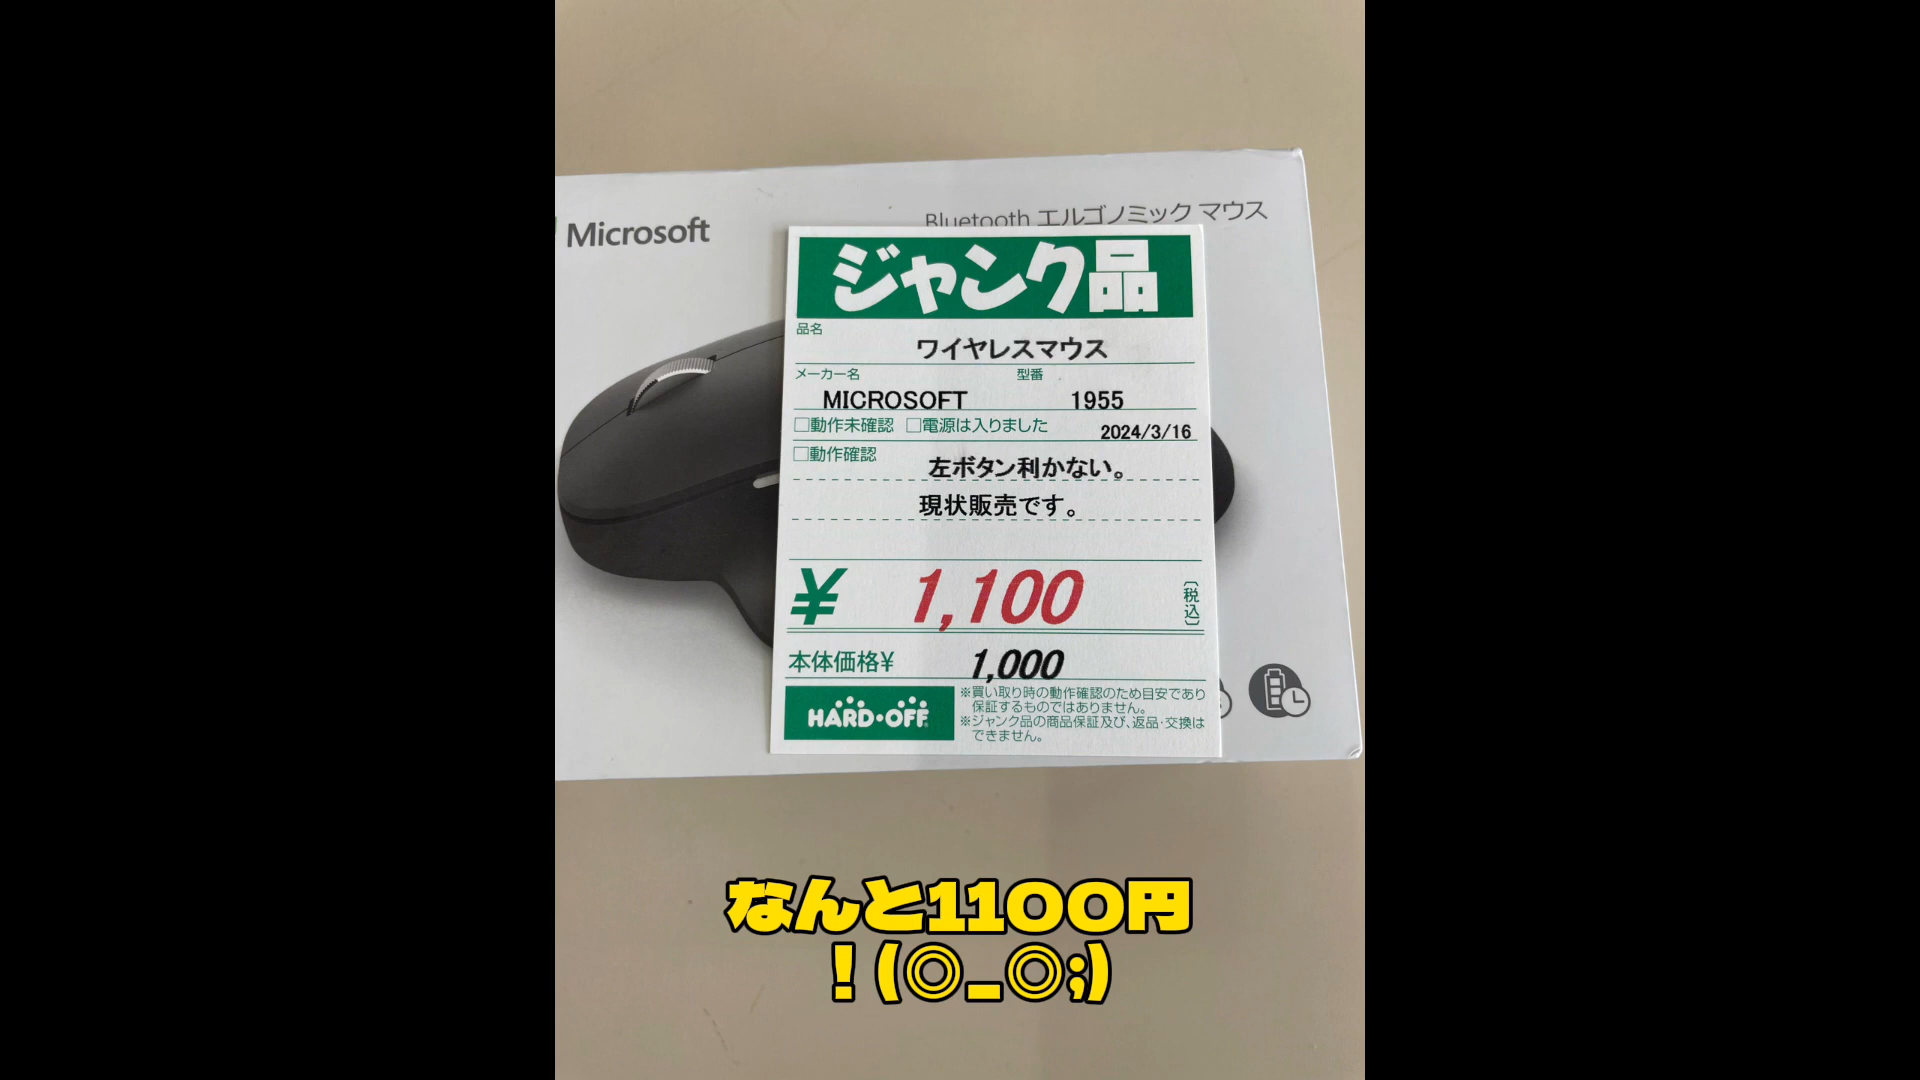 Microsoft
Bluetooth エルゴノミック マウス
ジャンク品
品名
ワイヤレスマウス
メーカー名 型番
MICROSOFT 1955
□動作未確認 □電源は入りました 2024/3/16
□動作確認
左ボタン利かない。
現状販売です。
¥ 1,100 〔税込〕
本体価格¥ 1,000
HARD・OFF
※買い取り時の動作確認のため目安であり
保証するものではありません。
※ジャンク品の商品保証及び、返品・交換は
できません。
なんと1100円
！(◎_◎;)